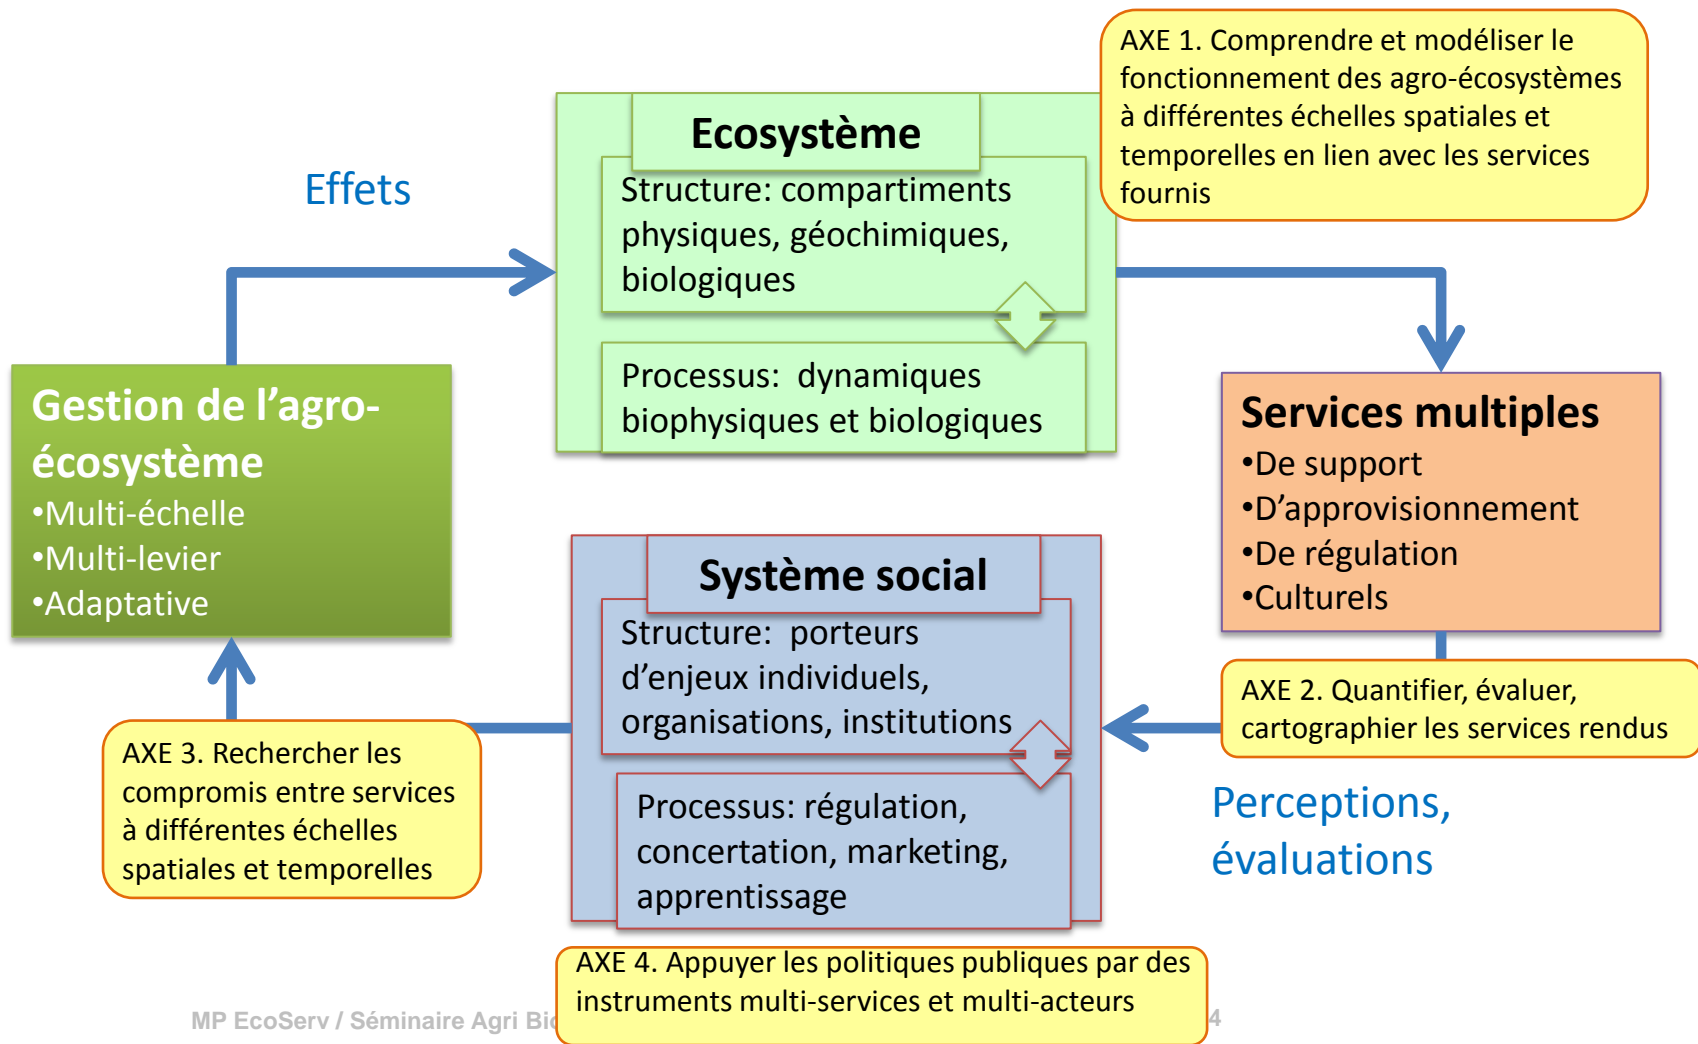 AXE 1. Comprendre et modéliser le
fonctionnement des agro-écosystèmes
à différentes échelles spatiales et
temporelles en lien avec les services
fournis
Ecosystème
Structure: compartiments
physiques, géochimiques,
biologiques
Processus: dynamiques
biophysiques et biologiques
Effets
Gestion de l’agro-
écosystème
•Multi-échelle
•Multi-levier
•Adaptative
Services multiples
•De support
•D’approvisionnement
•De régulation
•Culturels
Système social
Structure: porteurs
d’enjeux individuels,
organisations, institutions
Processus: régulation,
concertation, marketing,
apprentissage
AXE 2. Quantifier, évaluer,
cartographier les services rendus
Perceptions,
évaluations
AXE 3. Rechercher les
compromis entre services
à différentes échelles
spatiales et temporelles
AXE 4. Appuyer les politiques publiques par des
instruments multi-services et multi-acteurs
MP EcoServ / Séminaire Agri 4